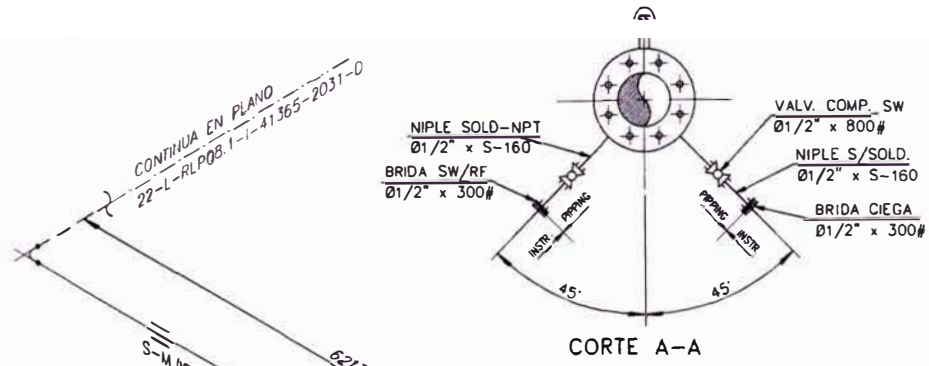 CONTINUA EN PLANO
22-L-RLP08.1-I-41365-2031-D
NIPLE SOLD-NPT
Ø1/2" x S-160
BRIDA SW/RF
Ø1/2" x 300#
VALV. COMP. SW
Ø1/2" x 800#
NIPLE S/SOLD.
Ø1/2" x S-160
BRIDA CIEGA
Ø1/2" x 300#
PIPPING
INSTR.
PIPPING
INSTR.
45°
45°
CORTE A-A